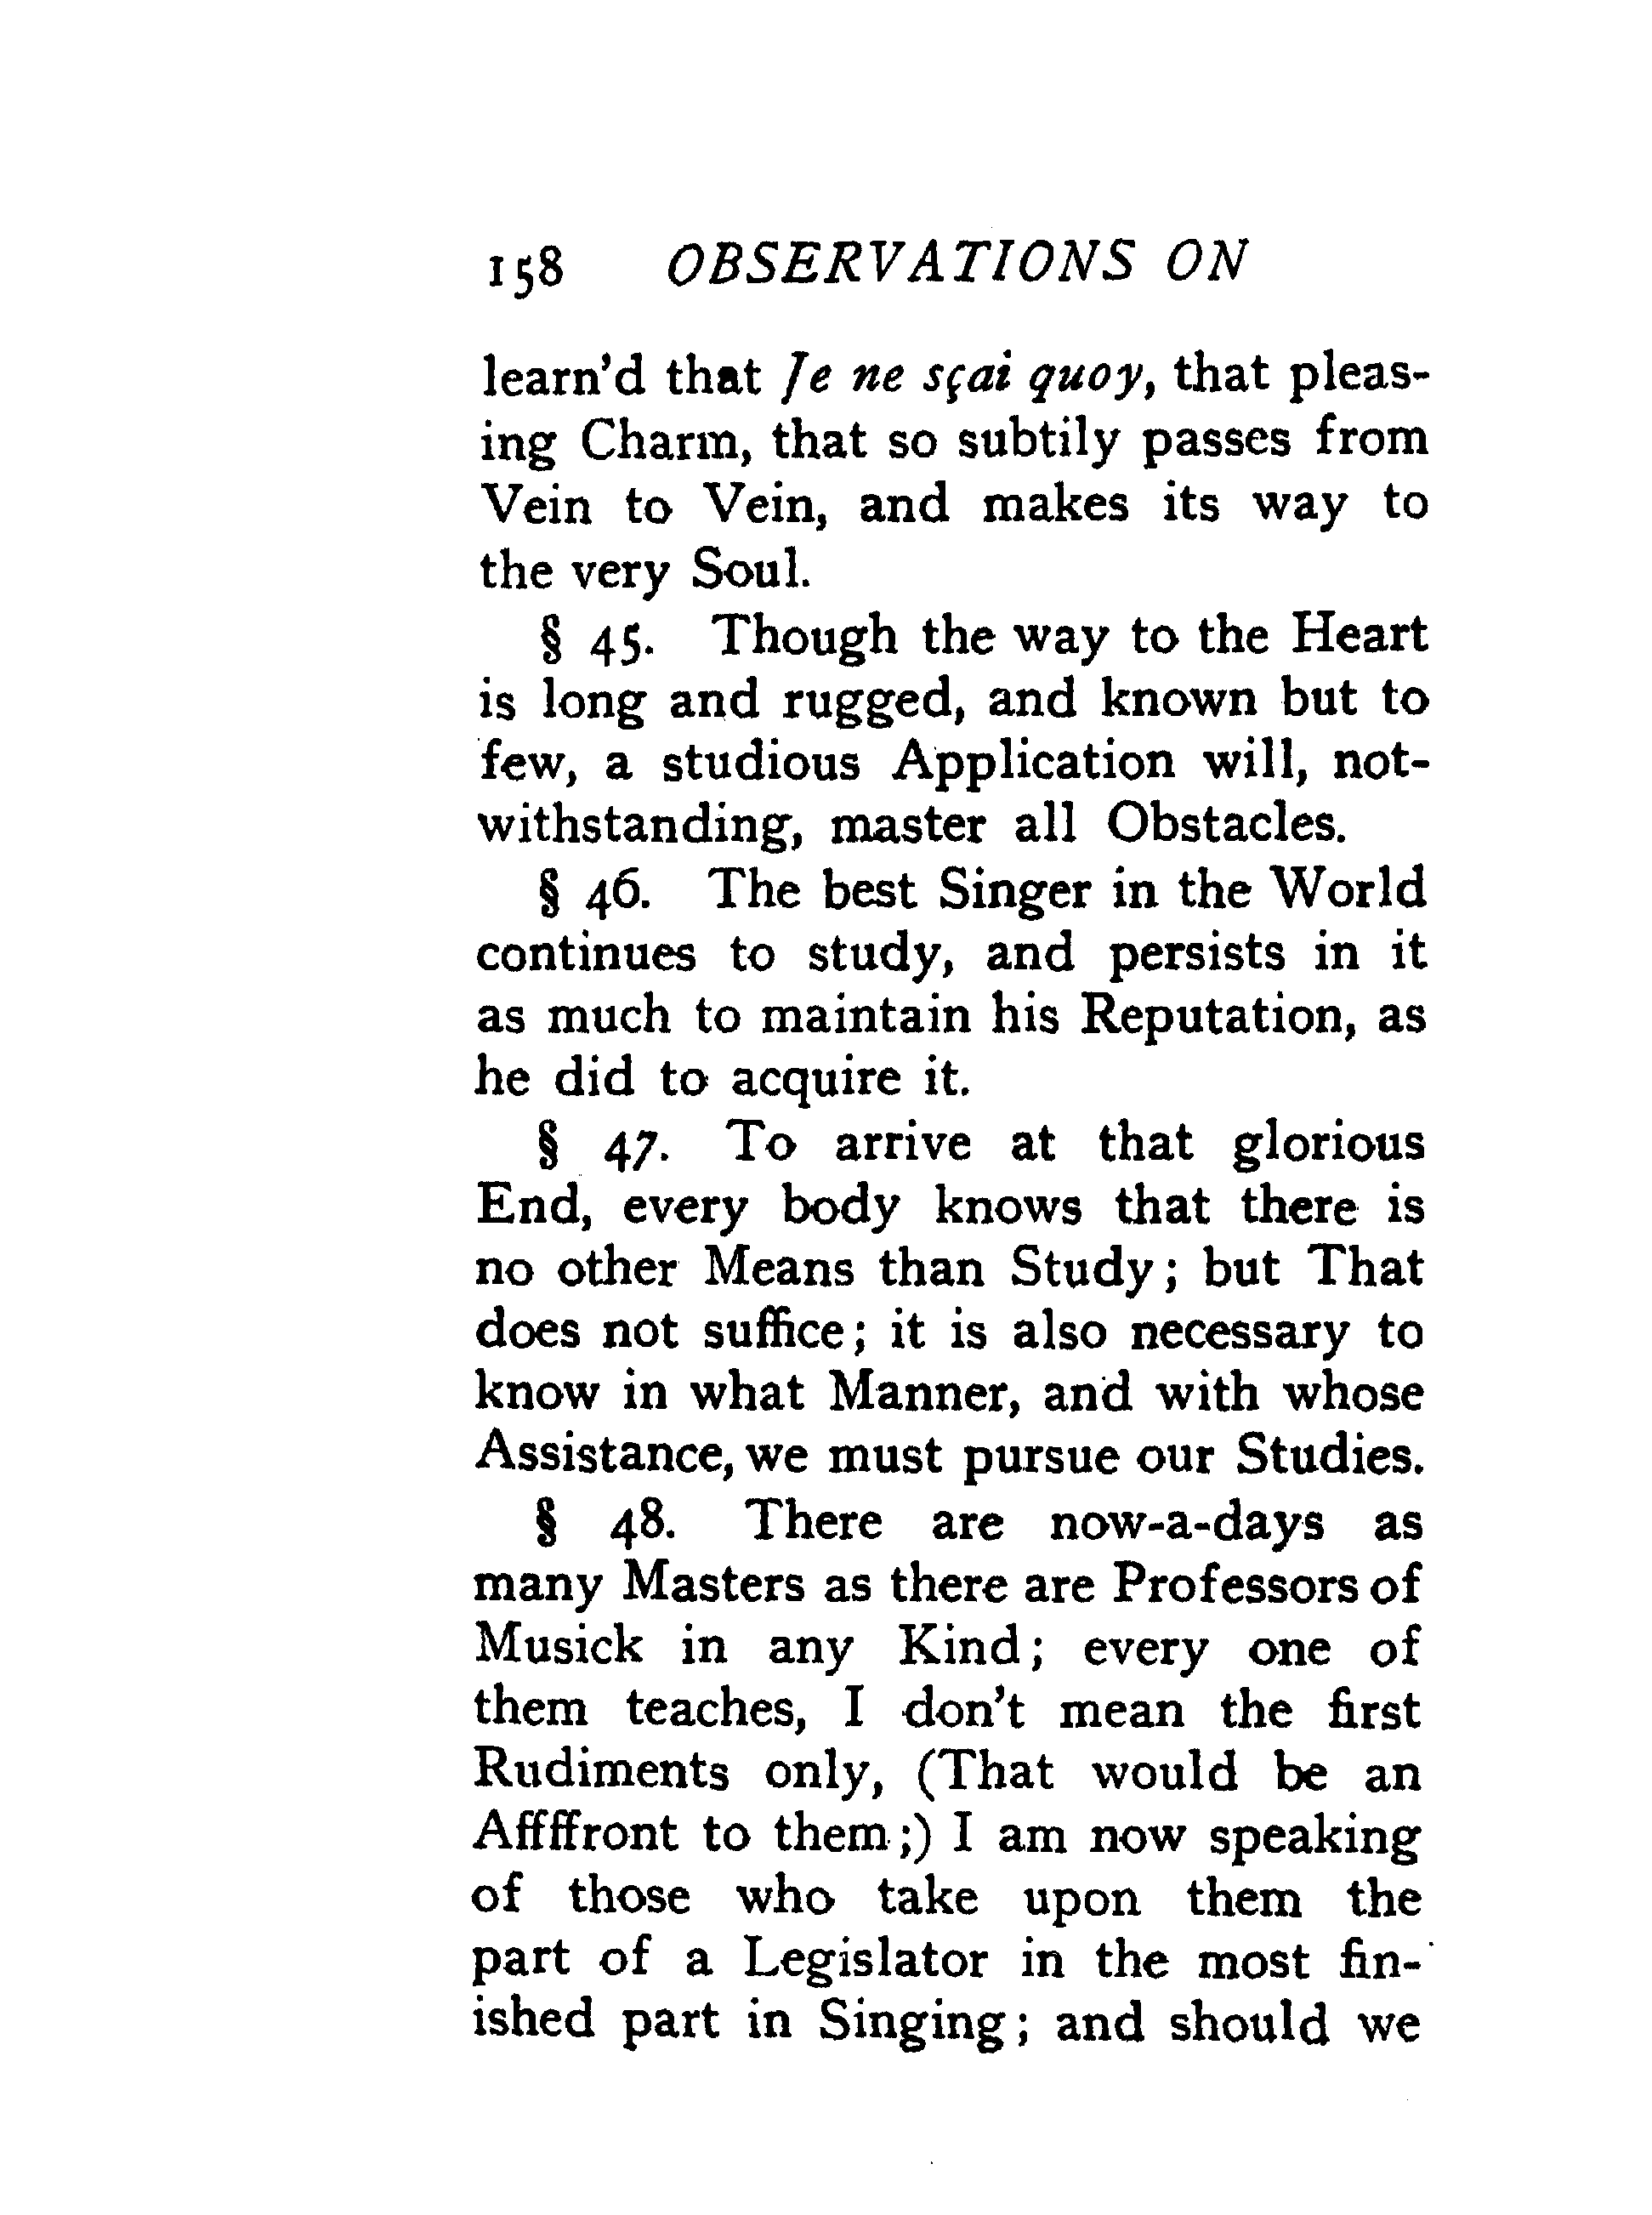 158 OBSERVATIONS ON
learn'd that Je ne sçai quoy, that pleas-
ing Charm, that so subtily passes from
Vein to Vein, and makes its way to
the very Soul.
§ 45. Though the way to the Heart
is long and rugged, and known but to
few, a studious Application will, not-
withstanding, master all Obstacles.
§ 46. The best Singer in the World
continues to study, and persists in it
as much to maintain his Reputation, as
he did to acquire it.
§ 47. To arrive at that glorious
End, every body knows that there is
no other Means than Study; but That
does not suffice; it is also necessary to
know in what Manner, and with whose
Assistance, we must pursue our Studies.
§ 48. There are now-a-days as
many Masters as there are Professors of
Musick in any Kind; every one of
them teaches, I don't mean the first
Rudiments only, (That would be an
Affffront to them;) I am now speaking
of those who take upon them the
part of a Legislator in the most fin-
ished part in Singing; and should we